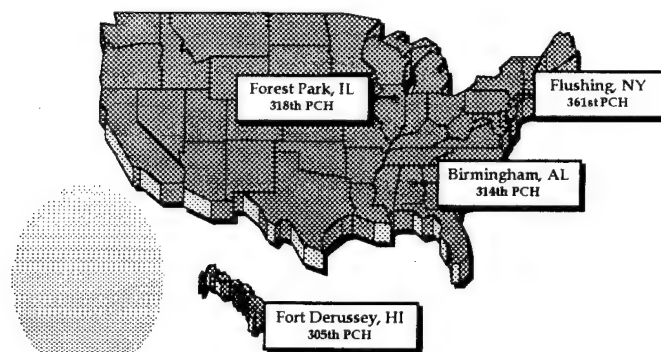 Forest Park, IL
318th PCH
Flushing, NY
361st PCH
Birmingham, AL
314th PCH
Fort Derussey, HI
305th PCH